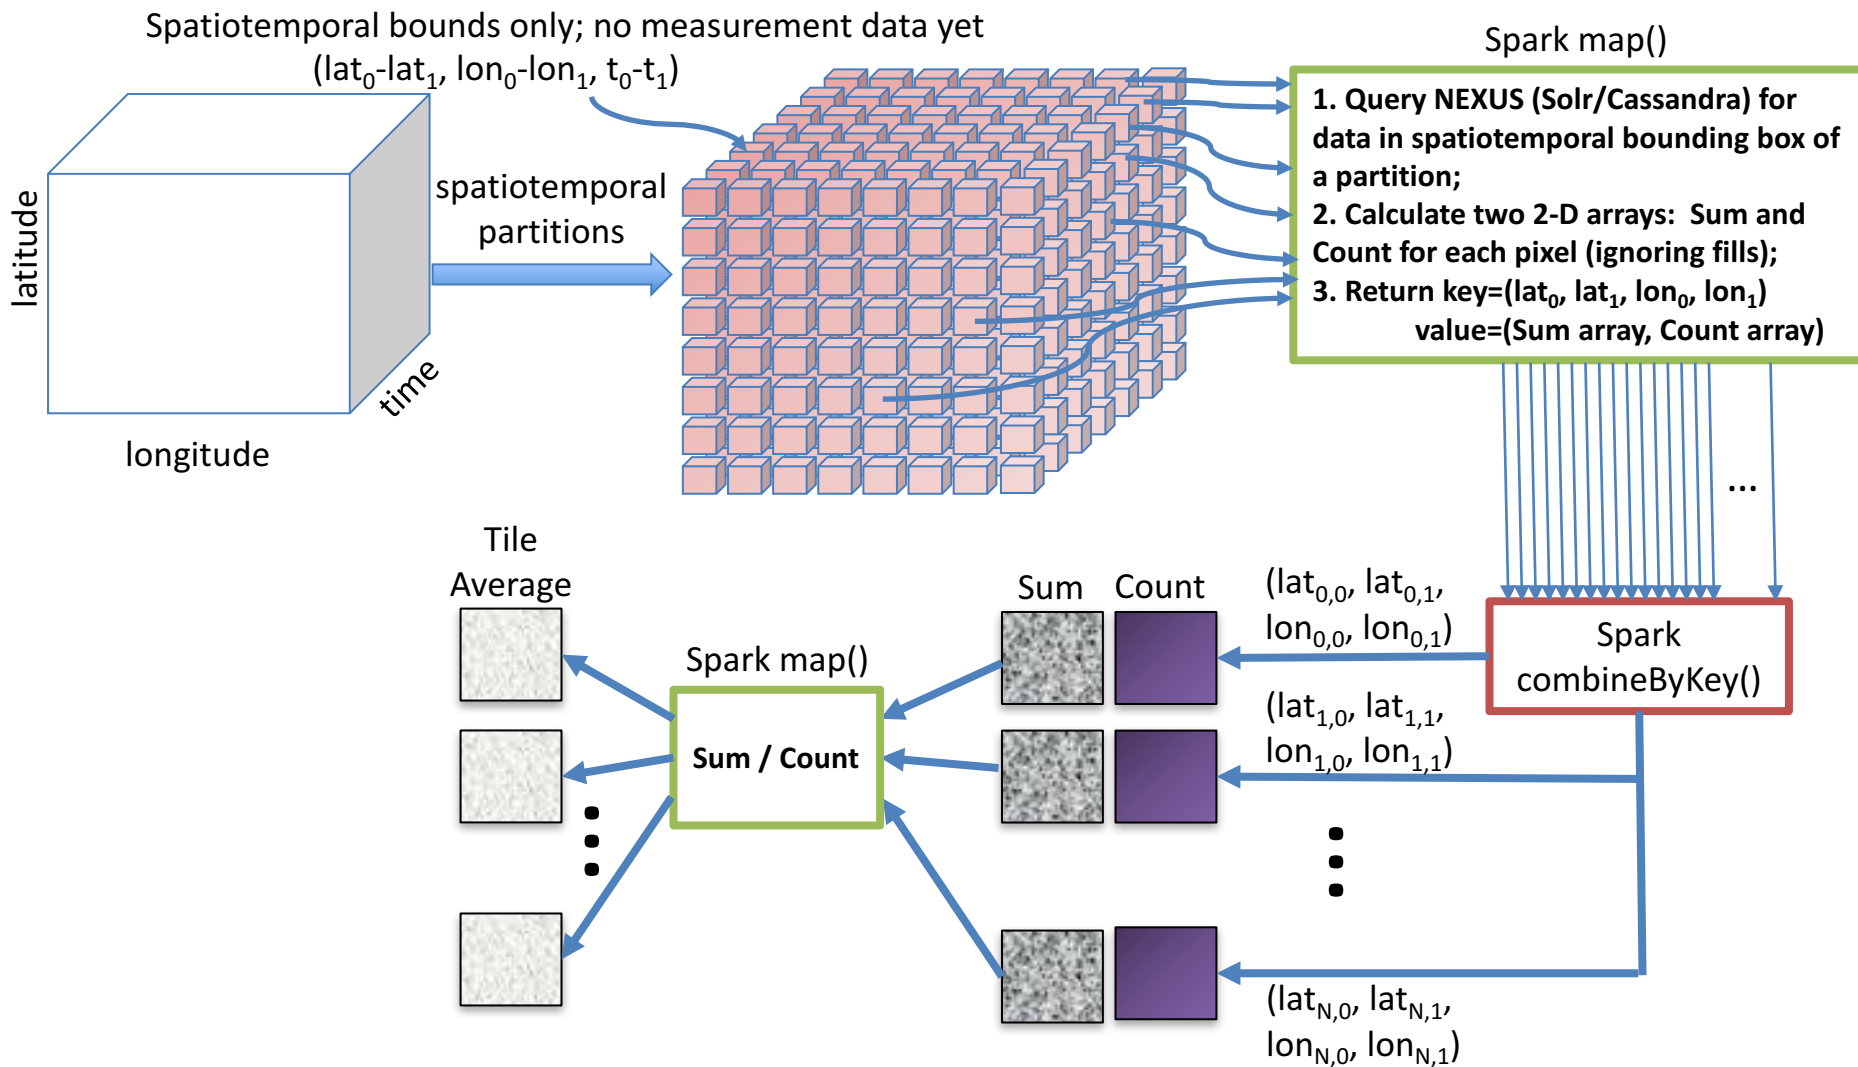 Spatiotemporal bounds only; no measurement data yet
(lat₀-lat₁, lon₀-lon₁, t₀-t₁)
latitude
longitude
time
spatiotemporal
partitions
Spark map()
1. Query NEXUS (Solr/Cassandra) for
data in spatiotemporal bounding box of
a partition;
2. Calculate two 2-D arrays: Sum and
Count for each pixel (ignoring fills);
3. Return key=(lat₀, lat₁, lon₀, lon₁)
value=(Sum array, Count array)
...
Spark
combineByKey()
(lat₀,₀, lat₀,₁,
lon₀,₀, lon₀,₁)
(lat₁,₀, lat₁,₁,
lon₁,₀, lon₁,₁)
(lat_N,0, lat_N,1,
lon_N,0, lon_N,1)
Sum
Count
Spark map()
Sum / Count
Tile
Average